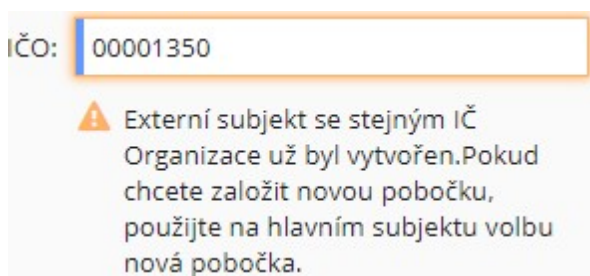 IČO: 00001350
Externí subjekt se stejným IČ
Organizace už byl vytvořen.Pokud
chcete založit novou pobočku,
použijte na hlavním subjektu volbu
nová pobočka.